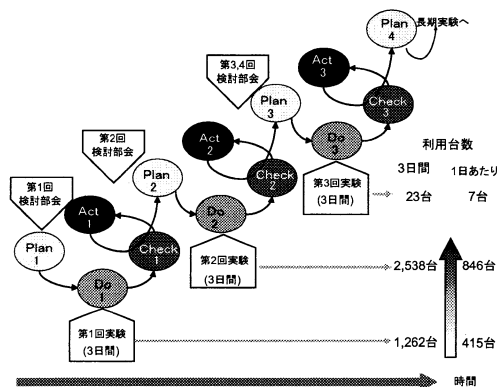 Plan
4
長期実験へ
Act
3
第3,4回
検討部会
Plan
3
Check
3
Act
2
Do
3
利用台数
第2回
検討部会
3日間
1日あたり
Plan
2
Check
2
第3回実験
(3日間)
23台
7台
第1回
検討部会
Act
1
Do
2
Plan
1
Check
1
第2回実験
(3日間)
2,538台
846台
Do
1
第1回実験
(3日間)
1,262台
415台
時間